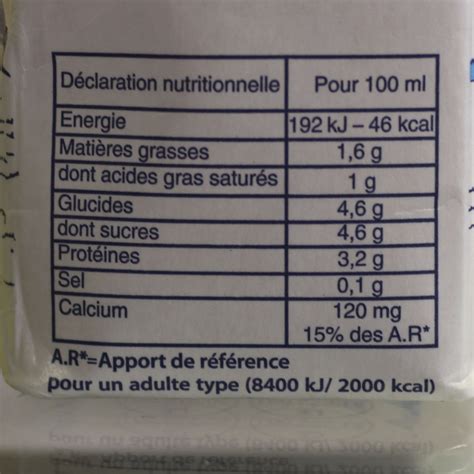 Déclaration nutritionnelle Pour 100 ml
Energie 192 kJ – 46 kcal
Matières grasses 1,6 g
dont acides gras saturés 1 g
Glucides 4,6 g
dont sucres 4,6 g
Protéines 3,2 g
Sel 0,1 g
Calcium 120 mg
15% des A.R*
A.R*=Apport de référence
pour un adulte type (8400 kJ/ 2000 kcal)